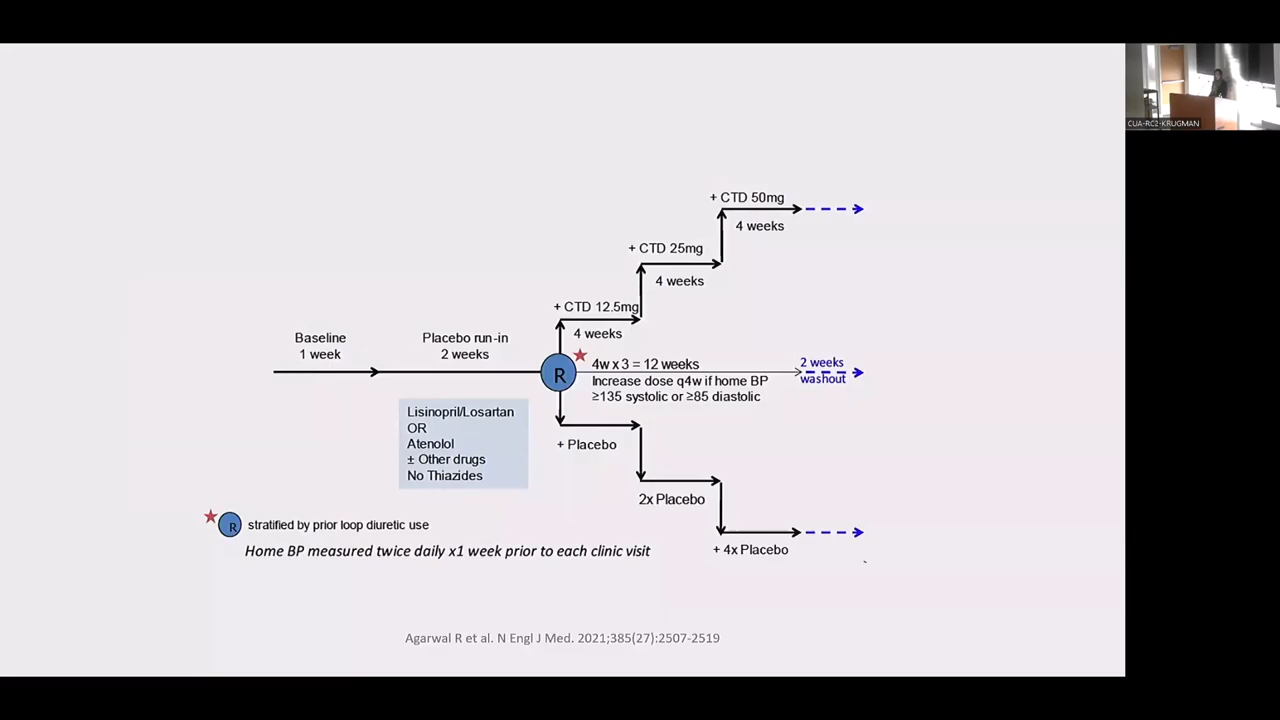 CUA-RC2-KRUGMAN
+ CTD 50mg
4 weeks
+ CTD 25mg
4 weeks
+ CTD 12.5mg
4 weeks
Baseline
1 week
Placebo run-in
2 weeks
R
4w x 3 = 12 weeks
Increase dose q4w if home BP
≥135 systolic or ≥85 diastolic
2 weeks
washout
Lisinopril/Losartan
OR
Atenolol
± Other drugs
No Thiazides
+ Placebo
2x Placebo
+ 4x Placebo
R stratified by prior loop diuretic use
Home BP measured twice daily x1 week prior to each clinic visit
Agarwal R et al. N Engl J Med. 2021;385(27):2507-2519